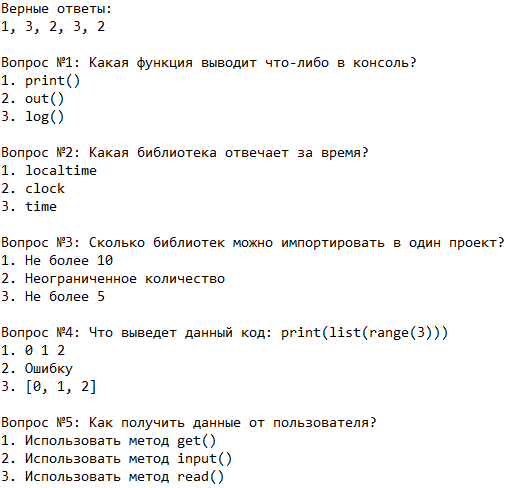 Верные ответы:
1, 3, 2, 3, 2
Вопрос №1: Какая функция выводит что-либо в консоль?
1. print()
2. out()
3. log()
Вопрос №2: Какая библиотека отвечает за время?
1. localtime
2. clock
3. time
Вопрос №3: Сколько библиотек можно импортировать в один проект?
1. Не более 10
2. Неограниченное количество
3. Не более 5
Вопрос №4: Что выведет данный код: print(list(range(3)))
1. 0 1 2
2. Ошибку
3. [0, 1, 2]
Вопрос №5: Как получить данные от пользователя?
1. Использовать метод get()
2. Использовать метод input()
3. Использовать метод read()